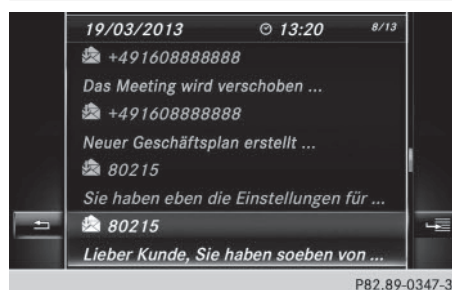 19/03/2013 13:20 8/13
+491608888888
Das Meeting wird verschoben ...
+491608888888
Neuer Geschäftsplan erstellt ...
80215
Sie haben eben die Einstellungen für ...
80215
Lieber Kunde, Sie haben soeben von ...
P82.89-0347-3